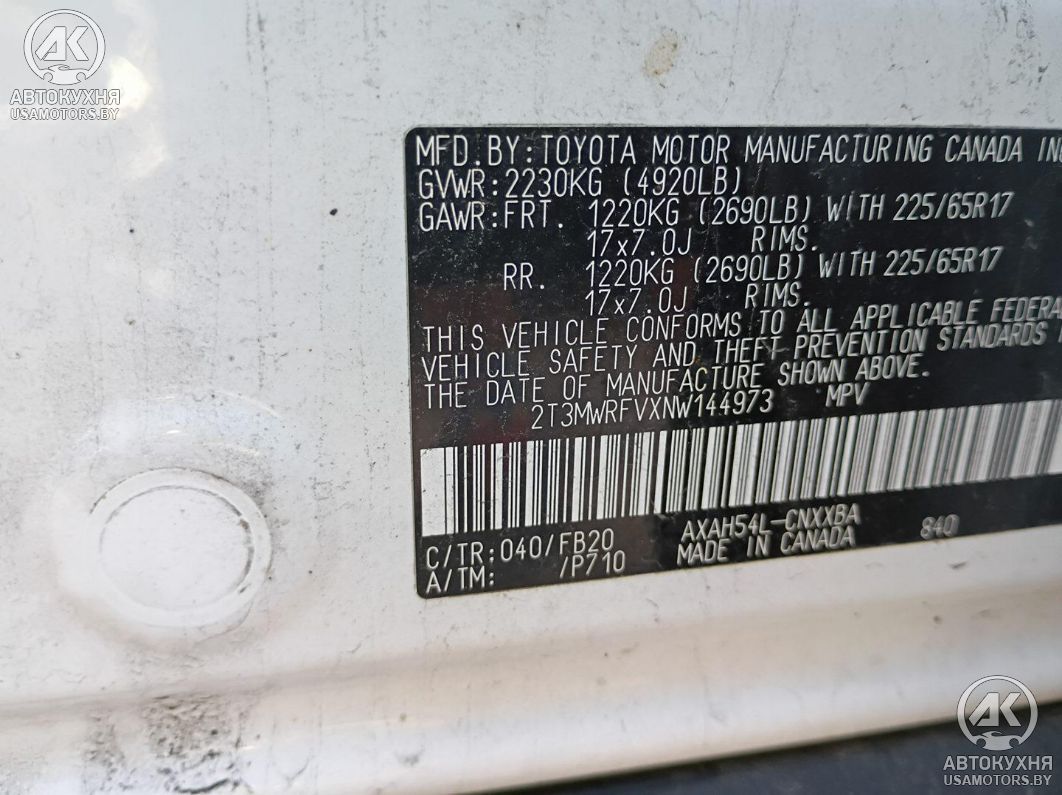 АК
АВТОКУХНЯ
USAMOTORS.BY
MFD.BY:TOYOTA MOTOR MANUFACTURING CANADA INC
GVWR:2230KG (4920LB)
GAWR:FRT. 1220KG (2690LB) WITH 225/65R17
17x7.0J RIMS.
RR. 1220KG (2690LB) WITH 225/65R17
17x7.0J RIMS.
THIS VEHICLE CONFORMS TO ALL APPLICABLE FEDERA
VEHICLE SAFETY AND THEFT PREVENTION STANDARDS
THE DATE OF MANUFACTURE SHOWN ABOVE.
2T3MWRFVXNW144973 MPV
C/TR:040/FB20 AXAH54L-CNXXBA 840
A/TM: /P710 MADE IN CANADA
АК
АВТОКУХНЯ
USAMOTORS.BY